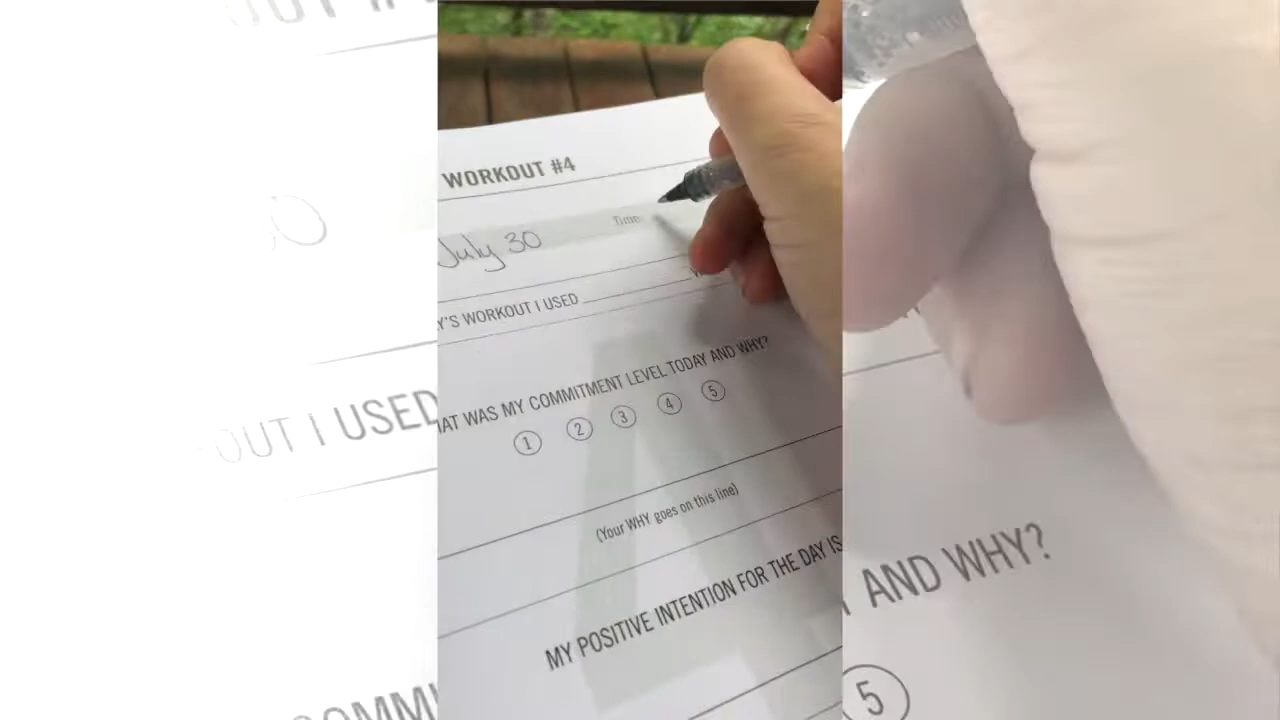 WORKOUT #4
Time:
July 30
Y'S WORKOUT I USED
AT WAS MY COMMITMENT LEVEL TODAY AND WHY?
1 2 3 4 5
(Your WHY goes on this line)
MY POSITIVE INTENTION FOR THE DAY IS
OUT I USED
COMM
AND WHY?
5